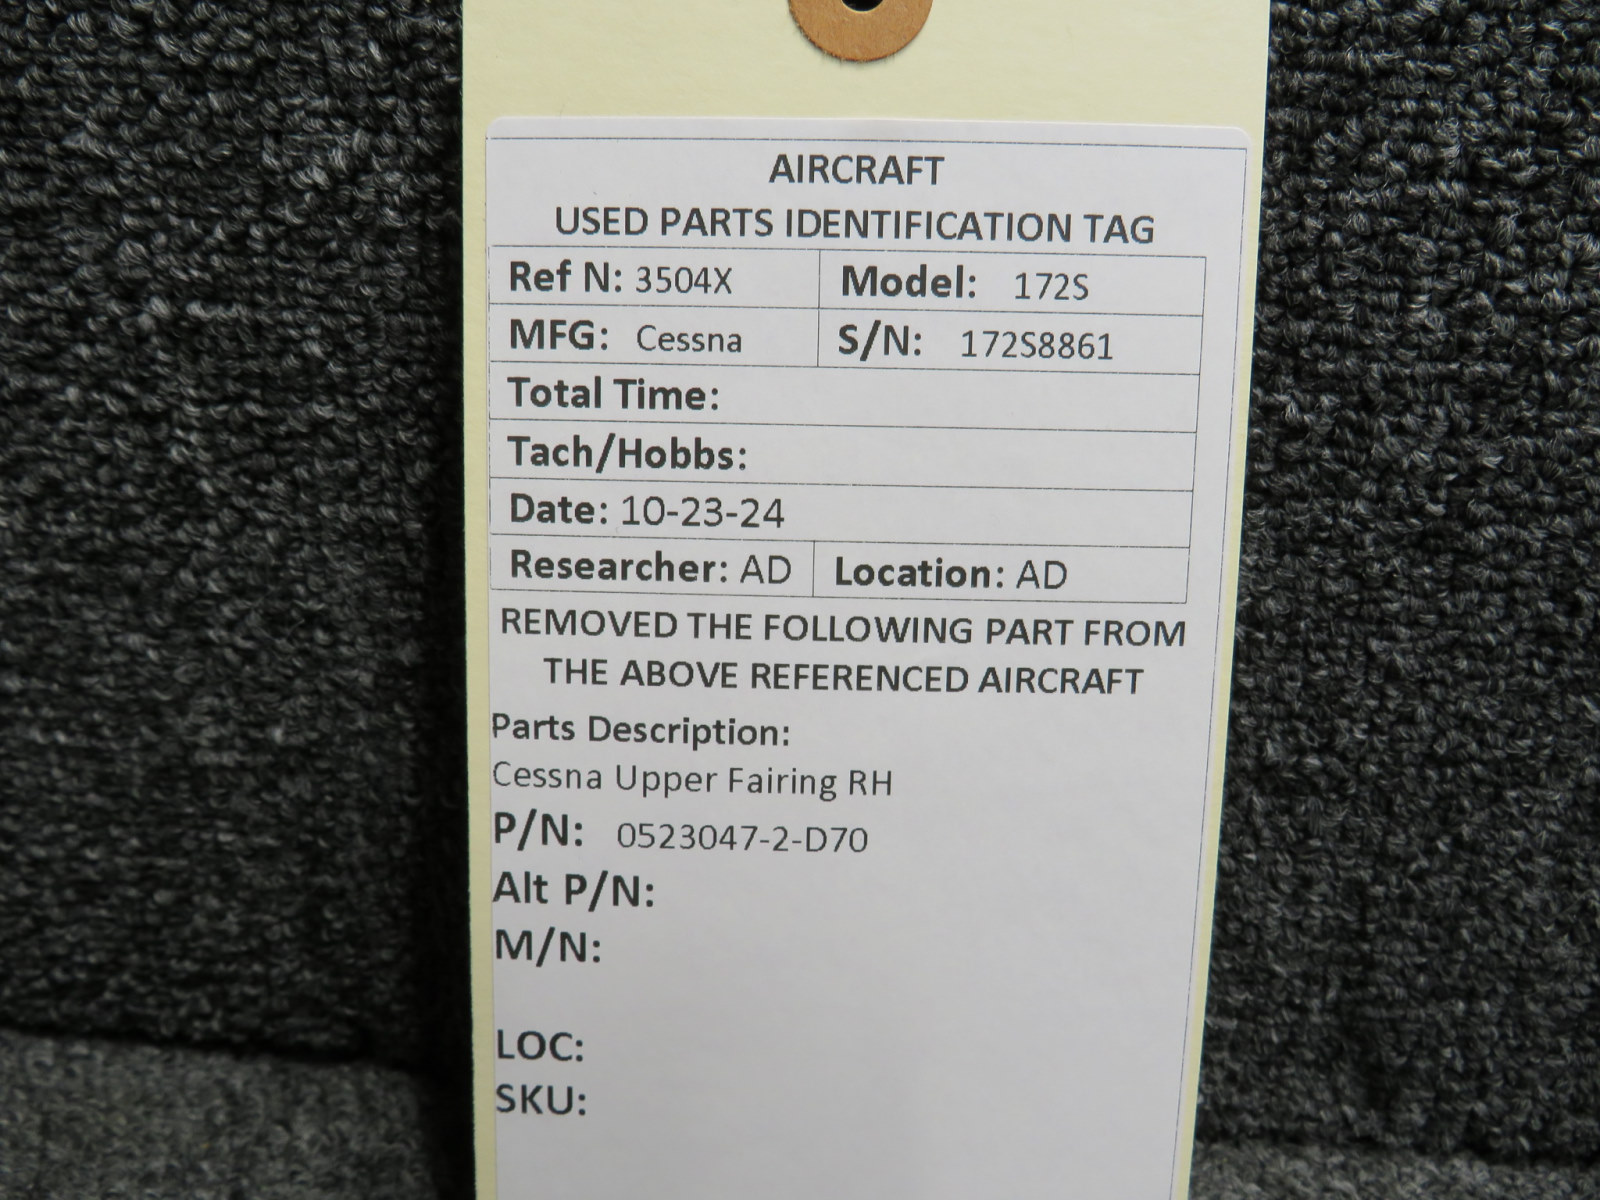 AIRCRAFT
USED PARTS IDENTIFICATION TAG
Ref N: 3504X Model: 172S
MFG: Cessna S/N: 172S8861
Total Time:
Tach/Hobbs:
Date: 10-23-24
Researcher: AD Location: AD
REMOVED THE FOLLOWING PART FROM
THE ABOVE REFERENCED AIRCRAFT
Parts Description:
Cessna Upper Fairing RH
P/N: 0523047-2-D70
Alt P/N:
M/N:
LOC:
SKU: